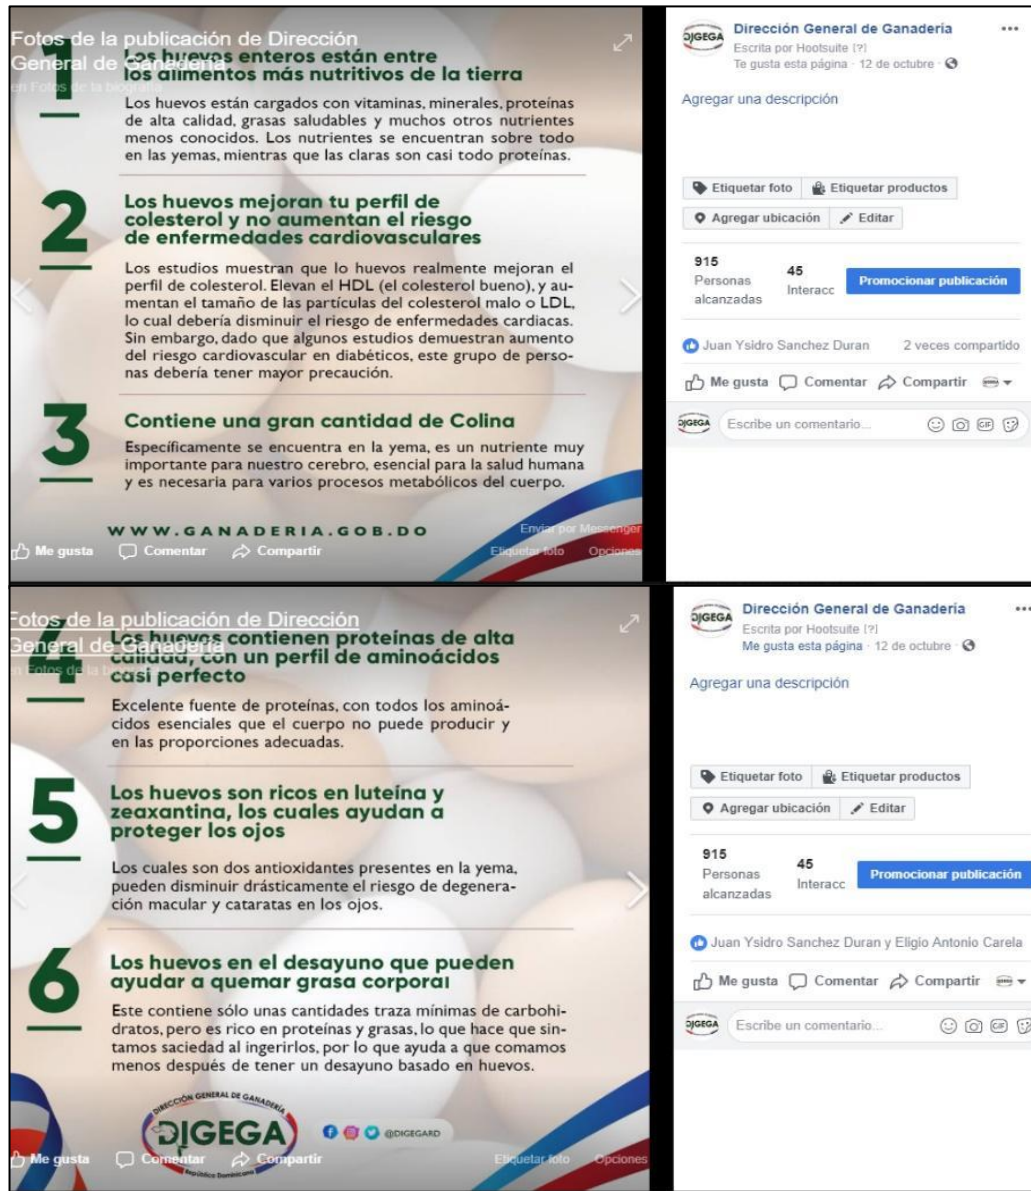 Fotos de la publicación de Dirección
General de Ganadería
en Fotos de la biografía
1
Los huevos enteros están entre
los alimentos más nutritivos de la tierra
Los huevos están cargados con vitaminas, minerales, proteínas
de alta calidad, grasas saludables y muchos otros nutrientes
menos conocidos. Los nutrientes se encuentran sobre todo
en las yemas, mientras que las claras son casi todo proteínas.
2
Los huevos mejoran tu perfil de
colesterol y no aumentan el riesgo
de enfermedades cardiovasculares
Los estudios muestran que lo huevos realmente mejoran el
perfil de colesterol. Elevan el HDL (el colesterol bueno), y au-
mentan el tamaño de las partículas del colesterol malo o LDL,
lo cual debería disminuir el riesgo de enfermedades cardiacas.
Sin embargo, dado que algunos estudios demuestran aumento
del riesgo cardiovascular en diabéticos, este grupo de perso-
nas debería tener mayor precaución.
3
Contiene una gran cantidad de Colina
Específicamente se encuentra en la yema, es un nutriente muy
importante para nuestro cerebro, esencial para la salud humana
y es necesaria para varios procesos metabólicos del cuerpo.
WWW.GANADERIA.GOB.DO
Enviar por Messenger
Me gusta Comentar Compartir
Etiquetar foto Opciones
DIGEGA
Dirección General de Ganadería
Escrita por Hootsuite [?]
Te gusta esta página · 12 de octubre ·
Agregar una descripción
Etiquetar foto Etiquetar productos
Agregar ubicación Editar
915
Personas
alcanzadas
45
Interacc
Promocionar publicación
Juan Ysidro Sanchez Duran 2 veces compartido
Me gusta Comentar Compartir
DIGEGA
Escribe un comentario... GIF
Fotos de la publicación de Dirección
General de Ganadería
en Fotos de la biografía
4
Los huevos contienen proteínas de alta
calidad, con un perfil de aminoácidos
casi perfecto
Excelente fuente de proteínas, con todos los aminoá-
cidos esenciales que el cuerpo no puede producir y
en las proporciones adecuadas.
5
Los huevos son ricos en luteína y
zeaxantina, los cuales ayudan a
proteger los ojos
Los cuales son dos antioxidantes presentes en la yema,
pueden disminuir drásticamente el riesgo de degenera-
ción macular y cataratas en los ojos.
6
Los huevos en el desayuno que pueden
ayudar a quemar grasa corporal
Este contiene sólo unas cantidades traza mínimas de carbohi-
dratos, pero es rico en proteínas y grasas, lo que hace que sin-
tamos saciedad al ingerirlos, por lo que ayuda a que comamos
menos después de tener un desayuno basado en huevos.
DIRECCIÓN GENERAL DE GANADERÍA
DIGEGA
República Dominicana
@DIGEGARD
Me gusta Comentar Compartir
Etiquetar foto Opciones
DIGEGA
Dirección General de Ganadería
Escrita por Hootsuite [?]
Me gusta esta página · 12 de octubre ·
Agregar una descripción
Etiquetar foto Etiquetar productos
Agregar ubicación Editar
915
Personas
alcanzadas
45
Interacc
Promocionar publicación
Juan Ysidro Sanchez Duran y Eligio Antonio Carela
Me gusta Comentar Compartir
DIGEGA
Escribe un comentario... GIF